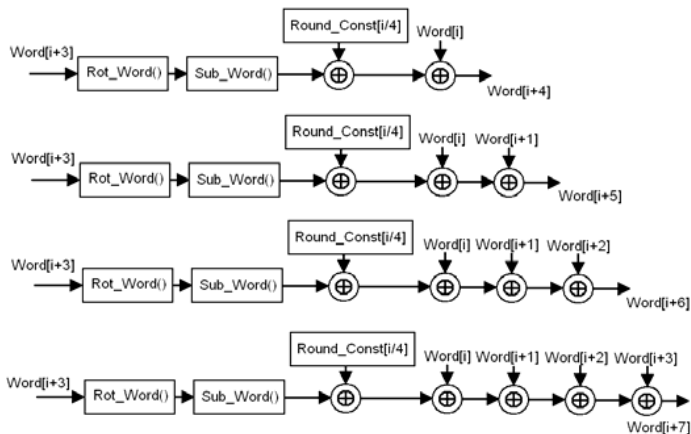 Round_Const[i/4]
Word[i]
Word[i+3]
Rot_Word()
Sub_Word()
⊕
⊕
Word[i+4]
Round_Const[i/4]
Word[i]
Word[i+1]
Word[i+3]
Rot_Word()
Sub_Word()
⊕
⊕
⊕
Word[i+5]
Round_Const[i/4]
Word[i]
Word[i+1]
Word[i+2]
Word[i+3]
Rot_Word()
Sub_Word()
⊕
⊕
⊕
⊕
Word[i+6]
Round_Const[i/4]
Word[i]
Word[i+1]
Word[i+2]
Word[i+3]
Word[i+3]
Rot_Word()
Sub_Word()
⊕
⊕
⊕
⊕
⊕
Word[i+7]